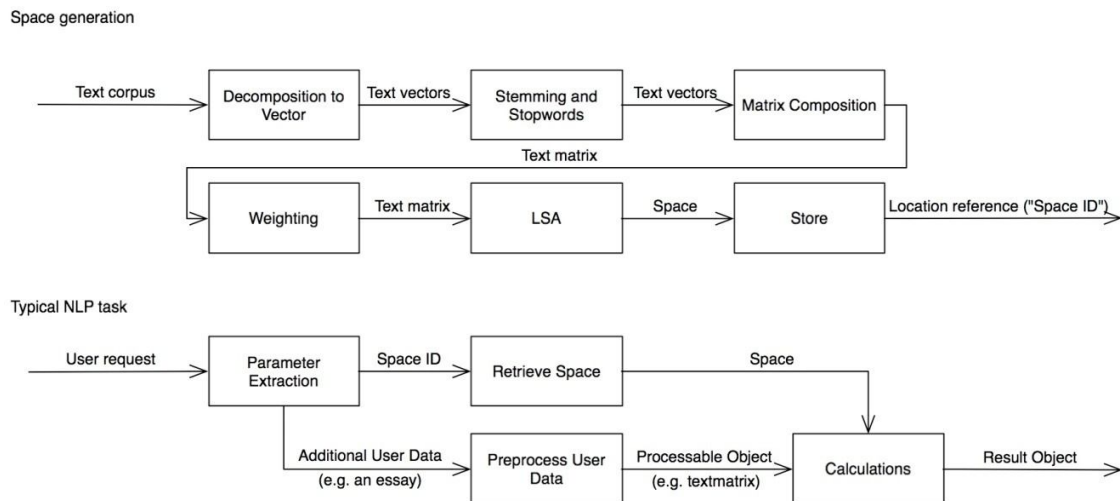 Space generation
Text corpus
Decomposition to
Vector
Text vectors
Stemming and
Stopwords
Text vectors
Matrix Composition
Text matrix
Weighting
Text matrix
LSA
Space
Store
Location reference ("Space ID")
Typical NLP task
User request
Parameter
Extraction
Space ID
Retrieve Space
Space
Additional User Data
(e.g. an essay)
Preprocess User
Data
Processable Object
(e.g. textmatrix)
Calculations
Result Object